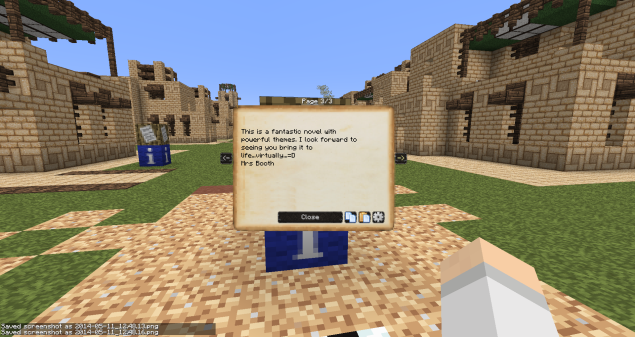 Page 3/3
This is a fantastic novel with
powerful themes. I look forward to
seeing you bring it to
life...virtually...=D
Mrs Booth
<-
->
Close
i
i
Saved screenshot as 2014-05-11_12.40.13.png
Saved screenshot as 2014-05-11_12.40.16.png